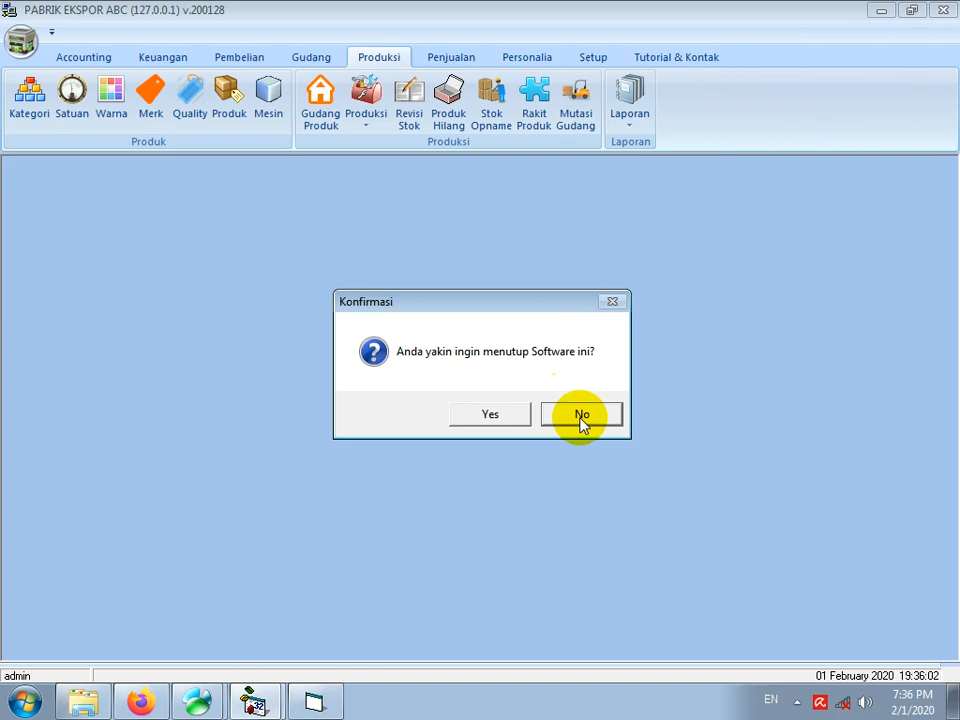 PABRIK EKSPOR ABC (127.0.0.1) v.200128
Accounting Keuangan Pembelian Gudang Produksi Penjualan Personalia Setup Tutorial & Kontak
Kategori Satuan Warna Merk Quality Produk Mesin
Gudang Produk Produksi Revisi Stok Produk Hilang Stok Opname Rakit Produk Mutasi Gudang Laporan
Produk Produksi Laporan
Konfirmasi
Anda yakin ingin menutup Software ini?
Yes No
admin 01 February 2020 19:36:02
32
EN 7:36 PM
2/1/2020